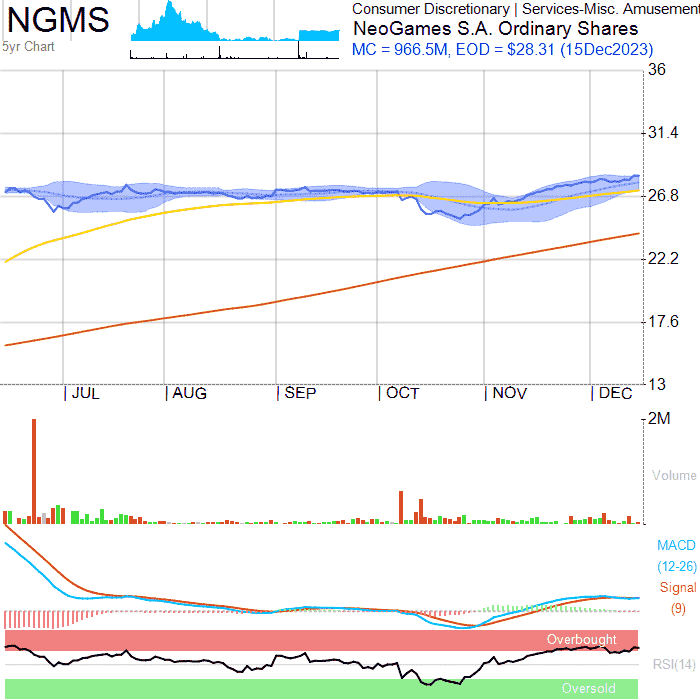 NGMS
5yr Chart
Consumer Discretionary | Services-Misc. Amusement
NeoGames S.A. Ordinary Shares
MC = 966.5M, EOD = $28.31 (15Dec2023)
36
31.4
26.8
22.2
17.6
13
JUL AUG SEP OCT NOV DEC
2M
Volume
MACD
(12-26)
Signal
(9)
Overbought
RSI(14)
Oversold